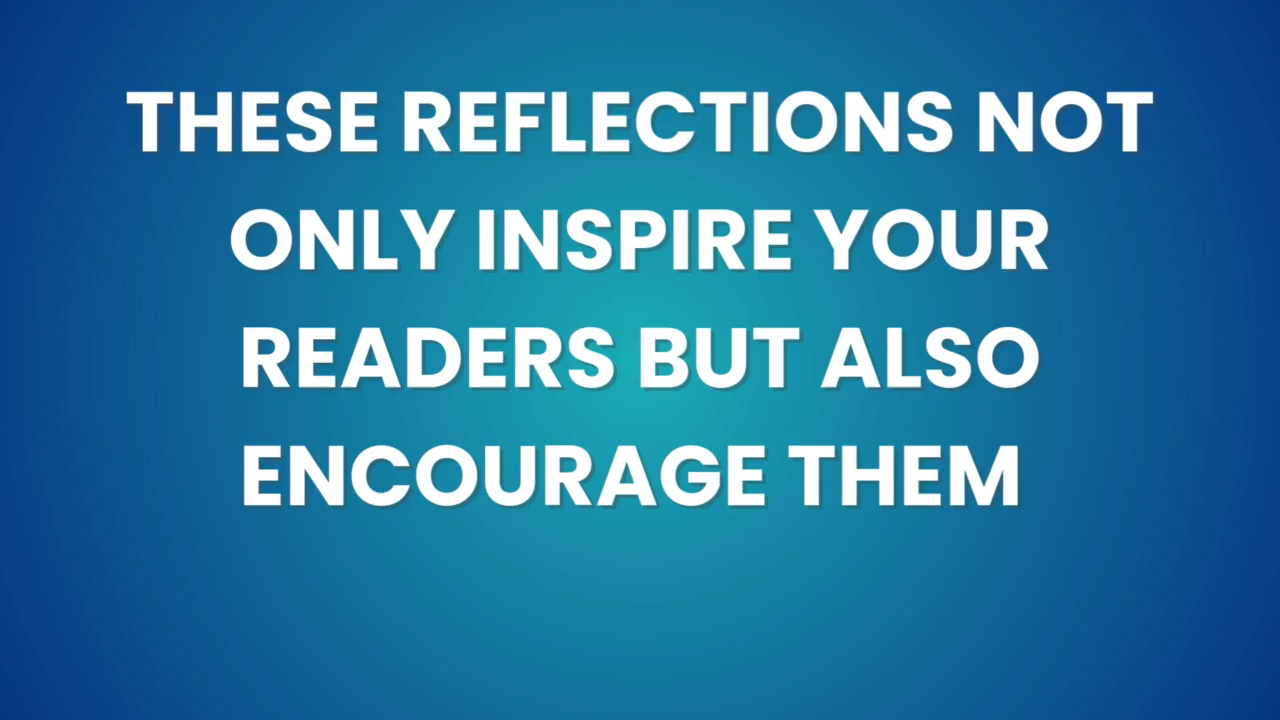 THESE REFLECTIONS NOT
ONLY INSPIRE YOUR
READERS BUT ALSO
ENCOURAGE THEM